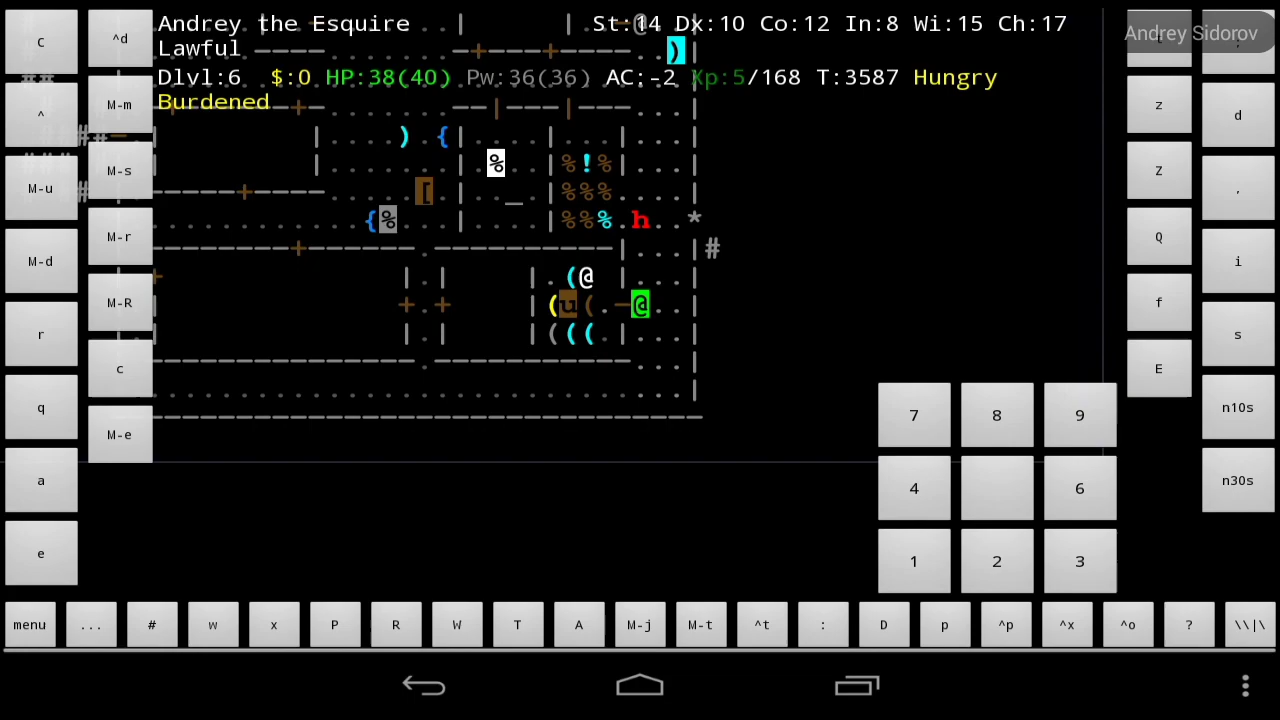 Andrey the Esquire St:14 Dx:10 Co:12 In:8 Wi:15 Ch:17
Lawful
Dlvl:6 $:0 HP:38(40) Pw:36(36) AC:-2 Xp:5/168 T:3587 Hungry
Burdened
Andrey Sidorov
c ^d
^ M-m
M-u M-s
M-d M-r
r M-R
q c
a M-e
e
z d
Z ,
Q i
f s
E n10s
n30s
7 8 9
4 6
1 2 3
menu ... # w x P R W T A M-j M-t ^t : D p ^p ^x ^o ? \\|\